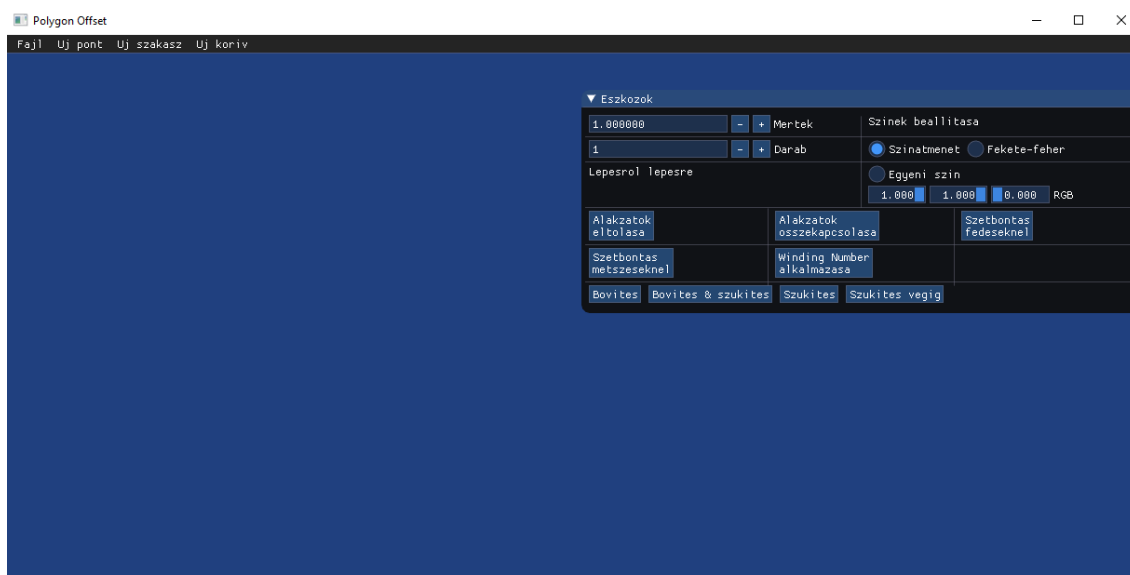 Polygon Offset
Fajl Uj pont Uj szakasz Uj koriv
Eszkozok
1.000000 - + Mertek
Szinek beallitasa
1 - + Darab
Szinatmenet Fekete-feher
Lepesrol lepesre
Egyeni szin
1.000 1.000 0.000 RGB
Alakzatok
eltolasa
Alakzatok
osszekapcsolasa
Szetbontas
fedeseknel
Szetbontas
metszeseknel
Winding Number
alkalmazasa
Bovites Bovites & szukites Szukites Szukites vegig